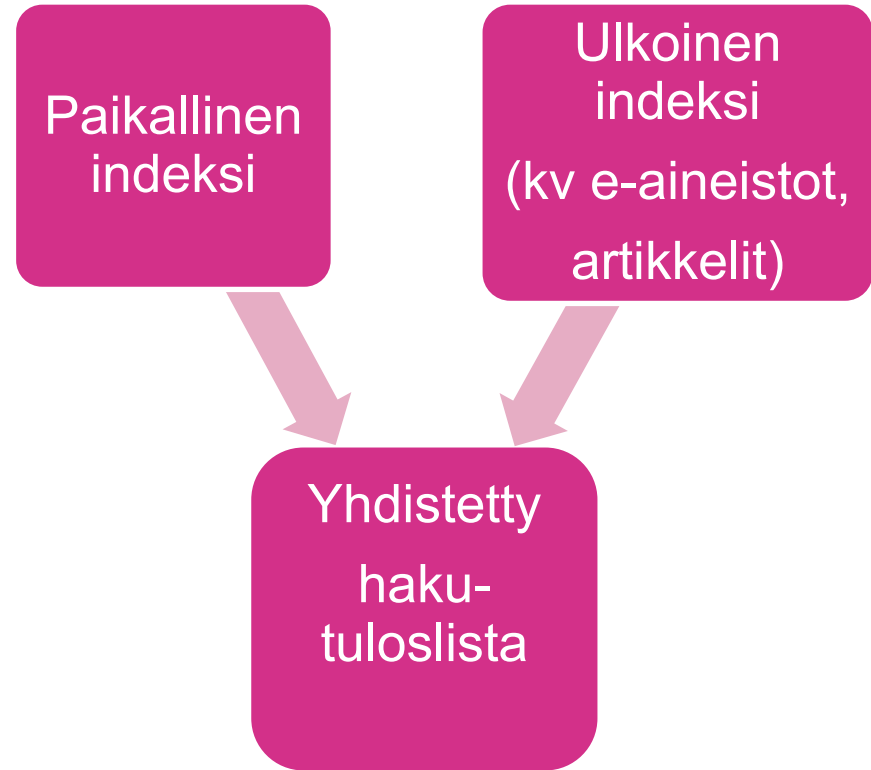 Paikallinen
indeksi
Ulkoinen
indeksi
(kv e-aineistot,
artikkelit)
Yhdistetty
haku-
tuloslista